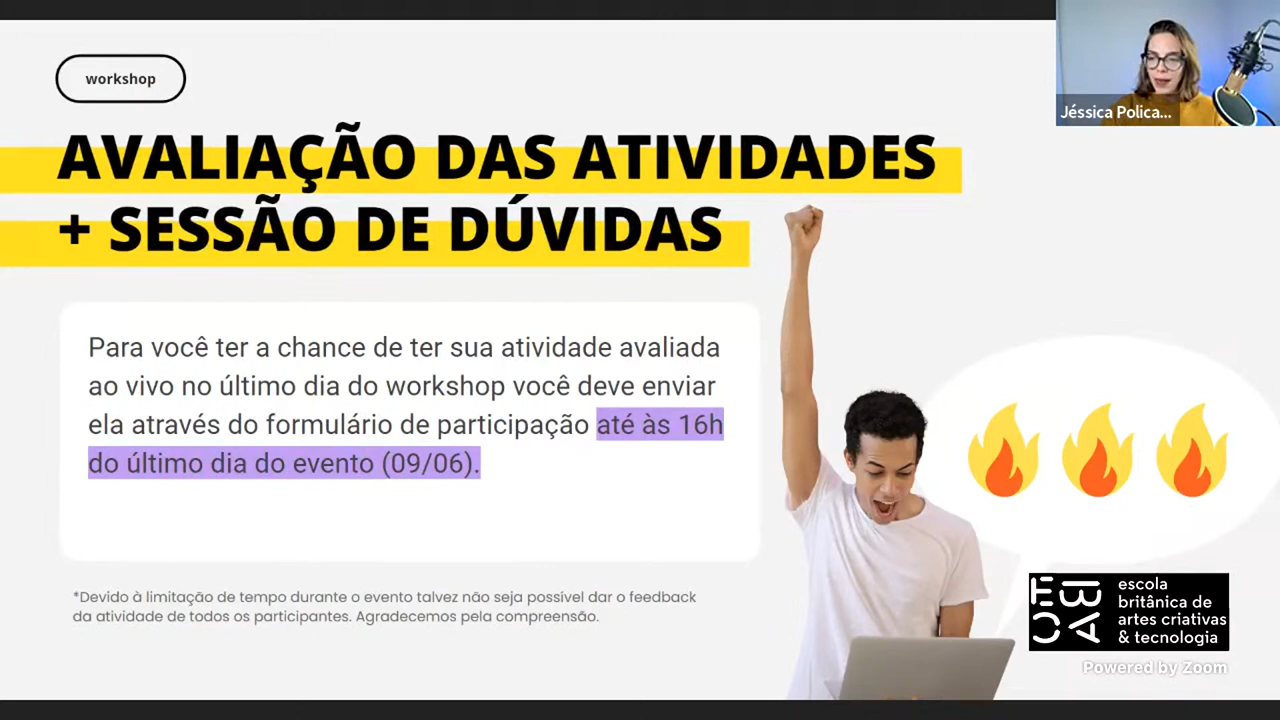 workshop
AVALIAÇÃO DAS ATIVIDADES
+ SESSÃO DE DÚVIDAS
Para você ter a chance de ter sua atividade avaliada
ao vivo no último dia do workshop você deve enviar
ela através do formulário de participação até às 16h
do último dia do evento (09/06).
*Devido à limitação de tempo durante o evento talvez não seja possível dar o feedback
da atividade de todos os participantes. Agradecemos pela compreensão.
Jéssica Polica...
EBAC
escola
britânica de
artes criativas
& tecnologia
Powered by Zoom